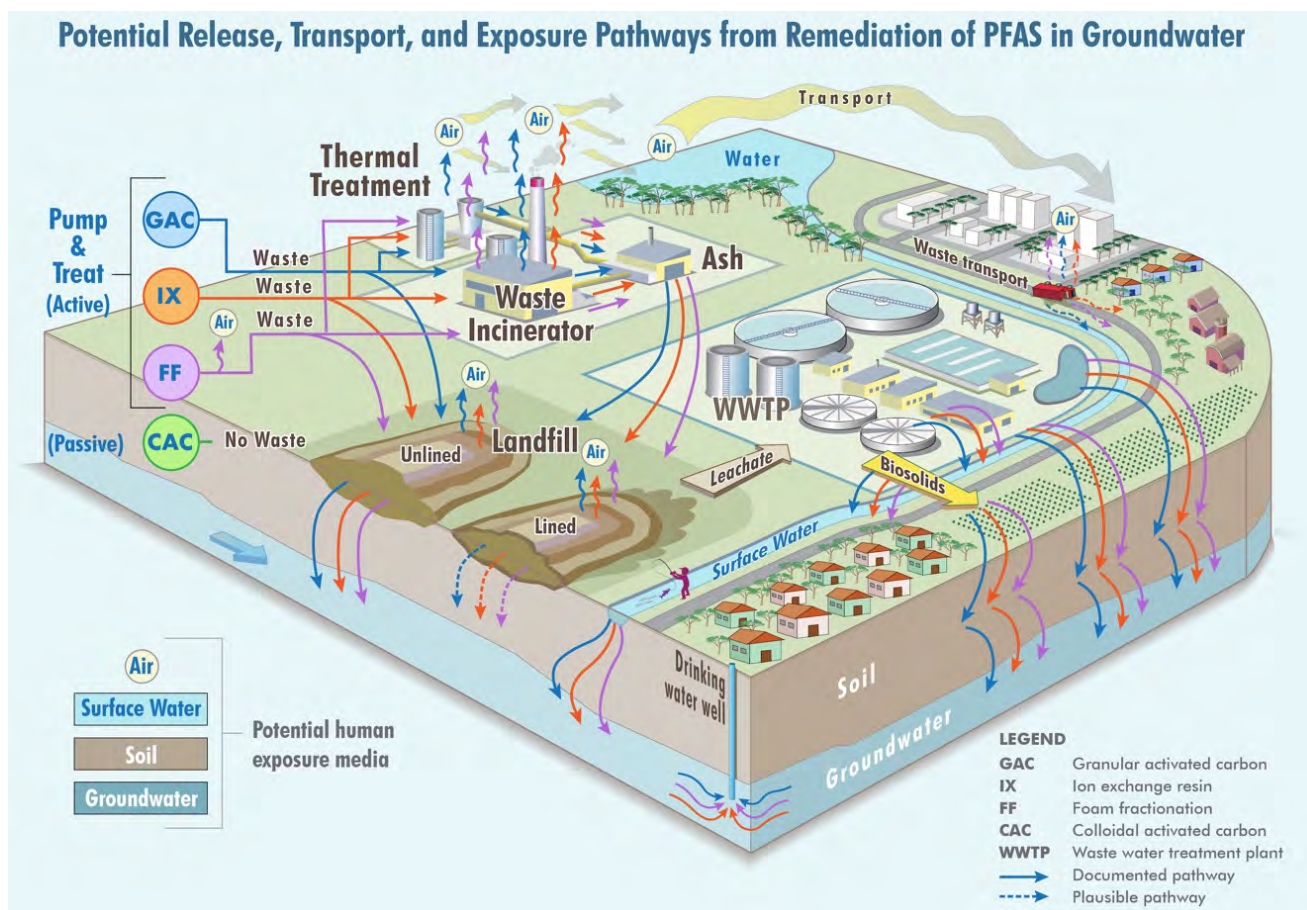 Potential Release, Transport, and Exposure Pathways from Remediation of PFAS in Groundwater
Transport
Air
Air
Air
Water
Thermal
Treatment
Pump
&
Treat
(Active)
GAC
Waste
IX
Waste
Air
Waste
FF
(Passive)
CAC
No Waste
Waste
Incinerator
Ash
Air
Waste transport
WWTP
Air
Unlined
Landfill
Air
Lined
Leachate
Biosolids
Surface Water
Drinking
water well
Soil
Groundwater
Air
Surface Water
Soil
Groundwater
Potential human
exposure media
LEGEND
GAC Granular activated carbon
IX Ion exchange resin
FF Foam fractionation
CAC Colloidal activated carbon
WWTP Waste water treatment plant
Documented pathway
Plausible pathway